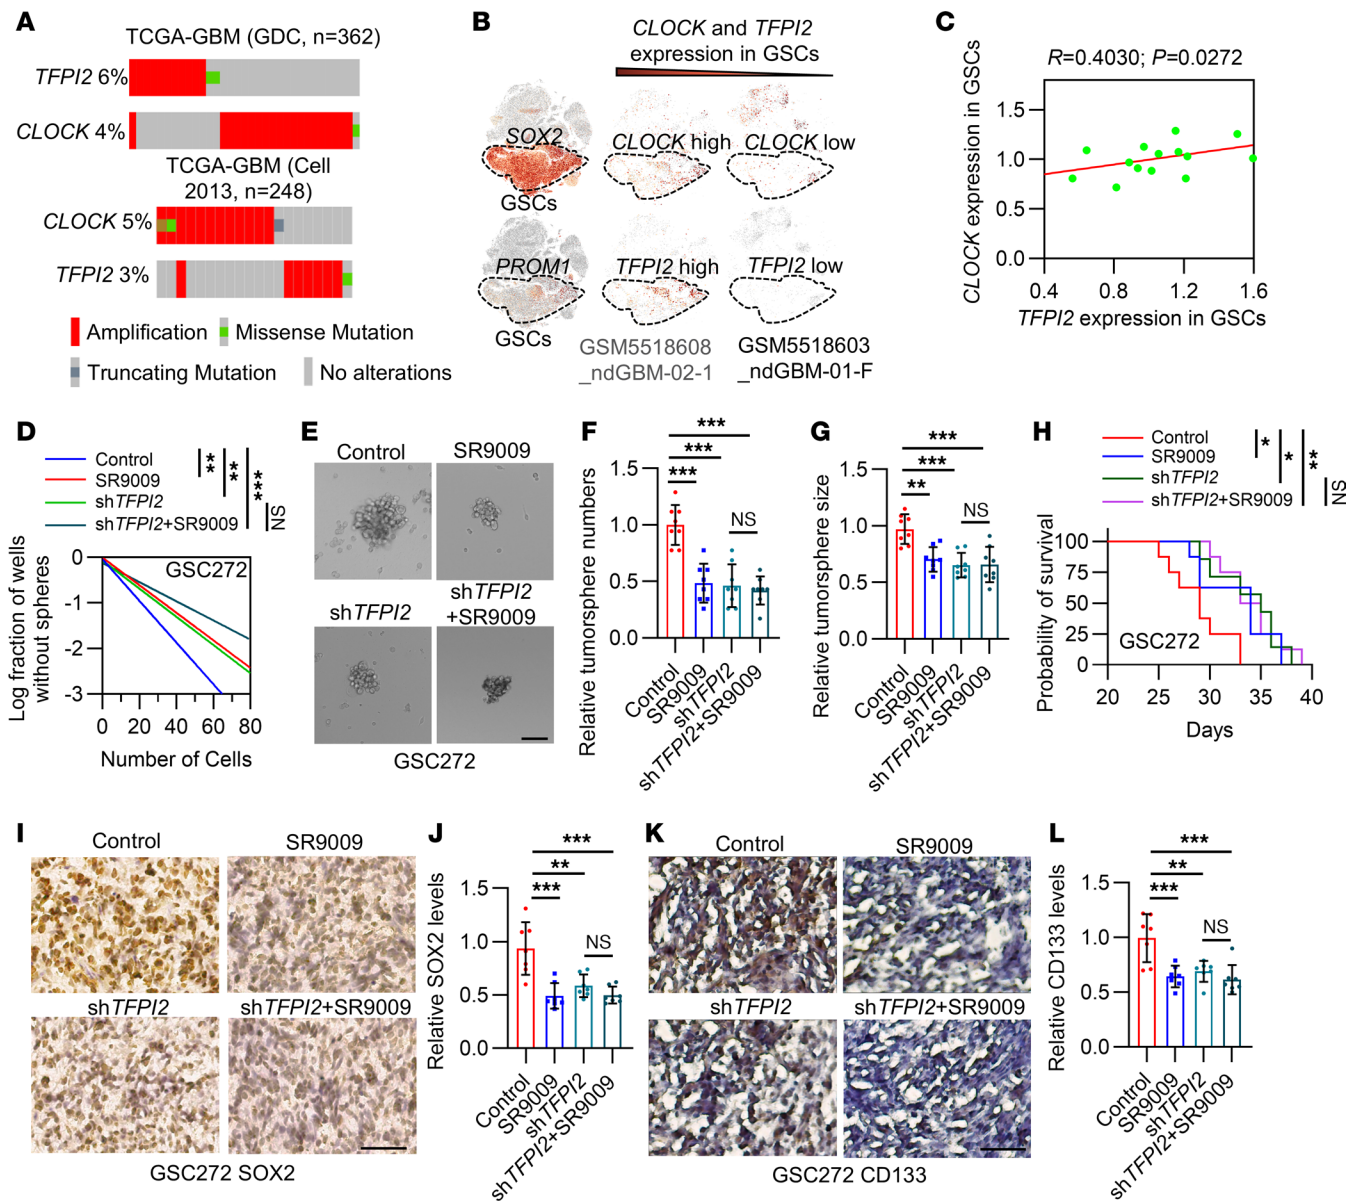 A
TCGA-GBM (GDC, n=362)
TFPI2 6%
CLOCK 4%
TCGA-GBM (Cell
2013, n=248)
CLOCK 5%
TFPI2 3%
Amplification
Missense Mutation
Truncating Mutation
No alterations
B
CLOCK and TFPI2
expression in GSCs
SOX2
CLOCK high
CLOCK low
GSCs
PROM1
TFPI2 high
TFPI2 low
GSCs
GSM5518608
_ndGBM-02-1
GSM5518603
_ndGBM-01-F
C
R=0.4030; P=0.0272
CLOCK expression in GSCs
1.5
1.0
0.5
0.0
0.4 0.8 1.2 1.6
TFPI2 expression in GSCs
D
Control
SR9009
shTFPI2
shTFPI2+SR9009
**
**
***
NS
GSC272
Log fraction of wells
without spheres
0
-1
-2
-3
0 20 40 60 80
Number of Cells
E
Control
SR9009
shTFPI2
shTFPI2
+SR9009
GSC272
F
Relative tumorsphere numbers
***
***
***
NS
1.5
1.0
0.5
0.0
Control
SR9009
shTFPI2
shTFPI2+SR9009
G
Relative tumorsphere size
***
***
**
NS
1.5
1.0
0.5
0.0
Control
SR9009
shTFPI2
shTFPI2+SR9009
H
Control
SR9009
shTFPI2
shTFPI2+SR9009
*
*
**
NS
Probability of survival
100
75
50
25
0
GSC272
20 25 30 35 40
Days
I
Control
SR9009
shTFPI2
shTFPI2+SR9009
GSC272 SOX2
J
Relative SOX2 levels
***
**
***
NS
1.5
1.0
0.5
0.0
Control
SR9009
shTFPI2
shTFPI2+SR9009
K
Control
SR9009
shTFPI2
shTFPI2+SR9009
GSC272 CD133
L
Relative CD133 levels
***
**
***
NS
1.5
1.0
0.5
0.0
Control
SR9009
shTFPI2
shTFPI2+SR9009